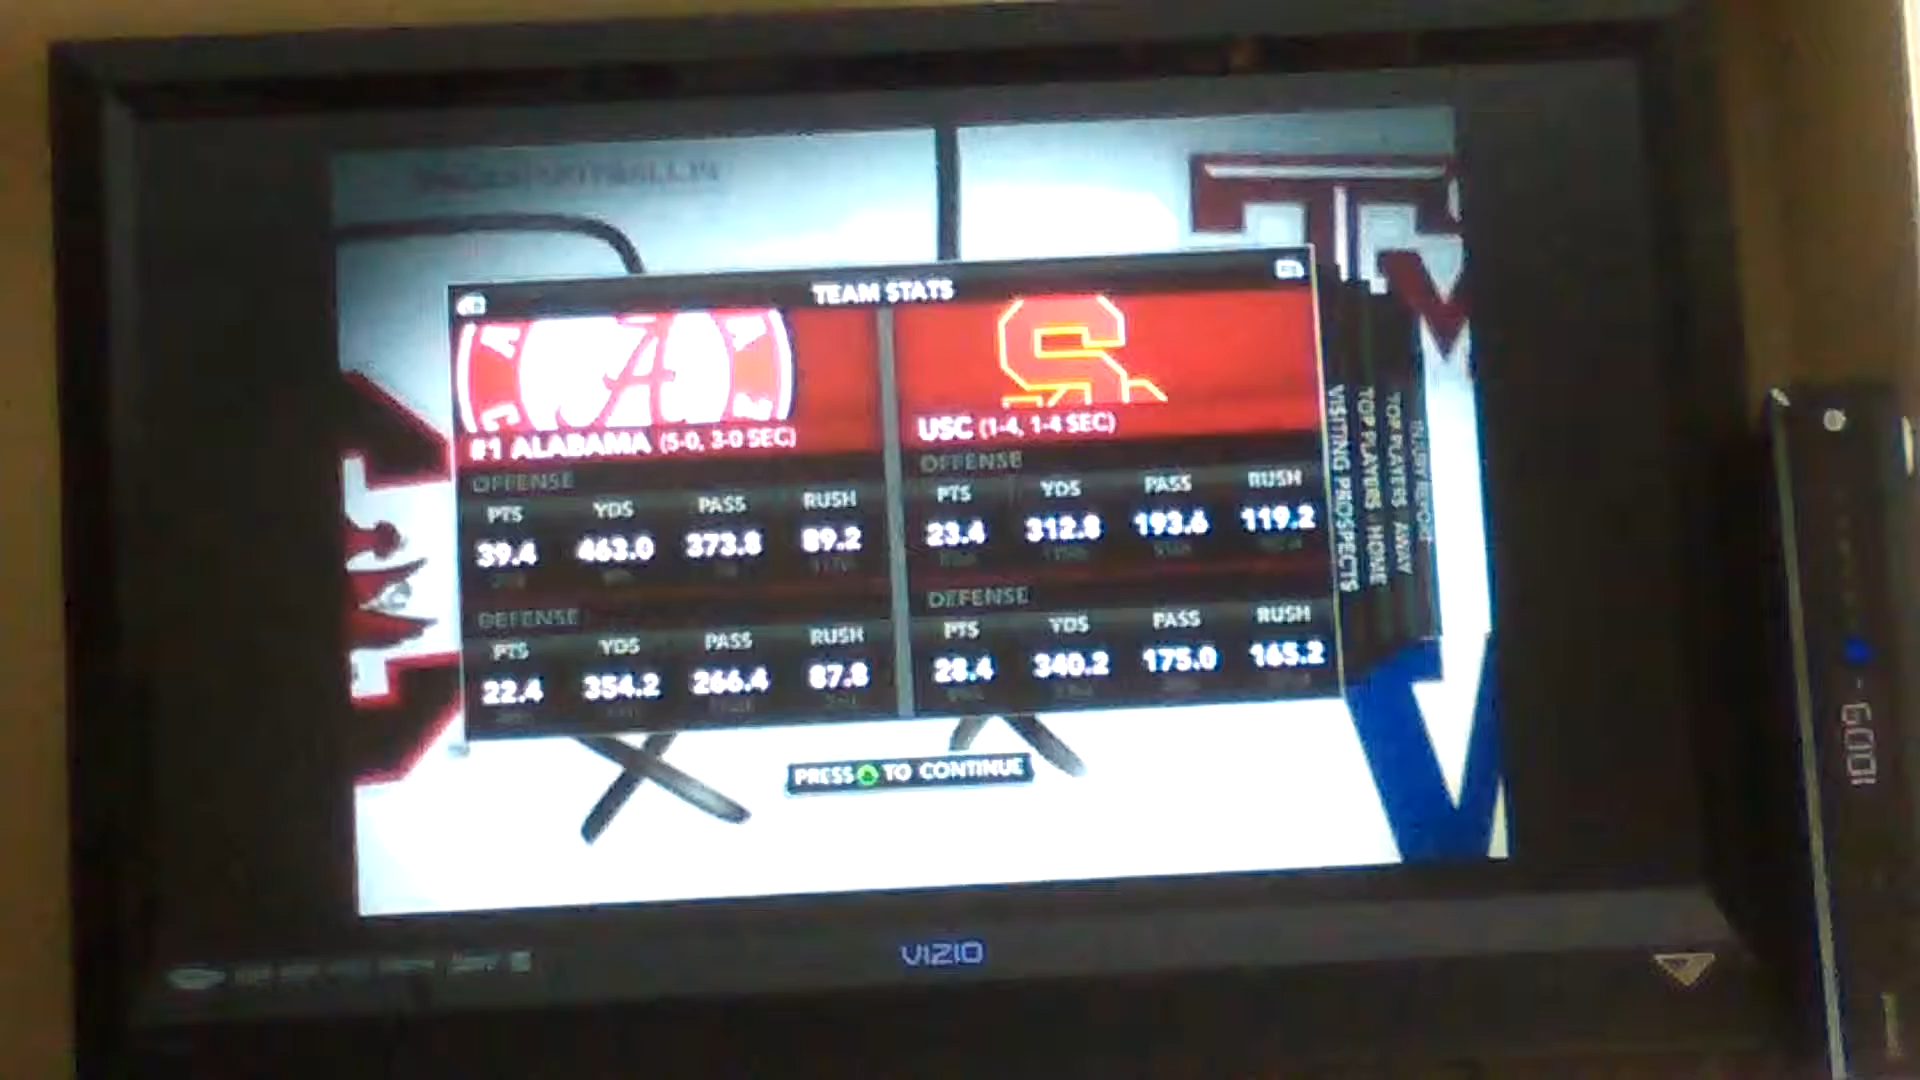 TEAM STATS
#1 ALABAMA (5-0, 3-0 SEC)
OFFENSE
PTS YDS PASS RUSH
39.4 463.0 373.8 89.2
DEFENSE
PTS YDS PASS RUSH
22.4 354.2 266.4 87.8
USC (1-4, 1-4 SEC)
OFFENSE
PTS YDS PASS RUSH
23.4 312.8 193.6 119.2
DEFENSE
PTS YDS PASS RUSH
28.4 340.2 175.0 165.2
VISITING PROSPECTS
TOP PLAYERS HOME
TOP PLAYERS AWAY
INJURY REPORT
PRESS A TO CONTINUE
VIZIO